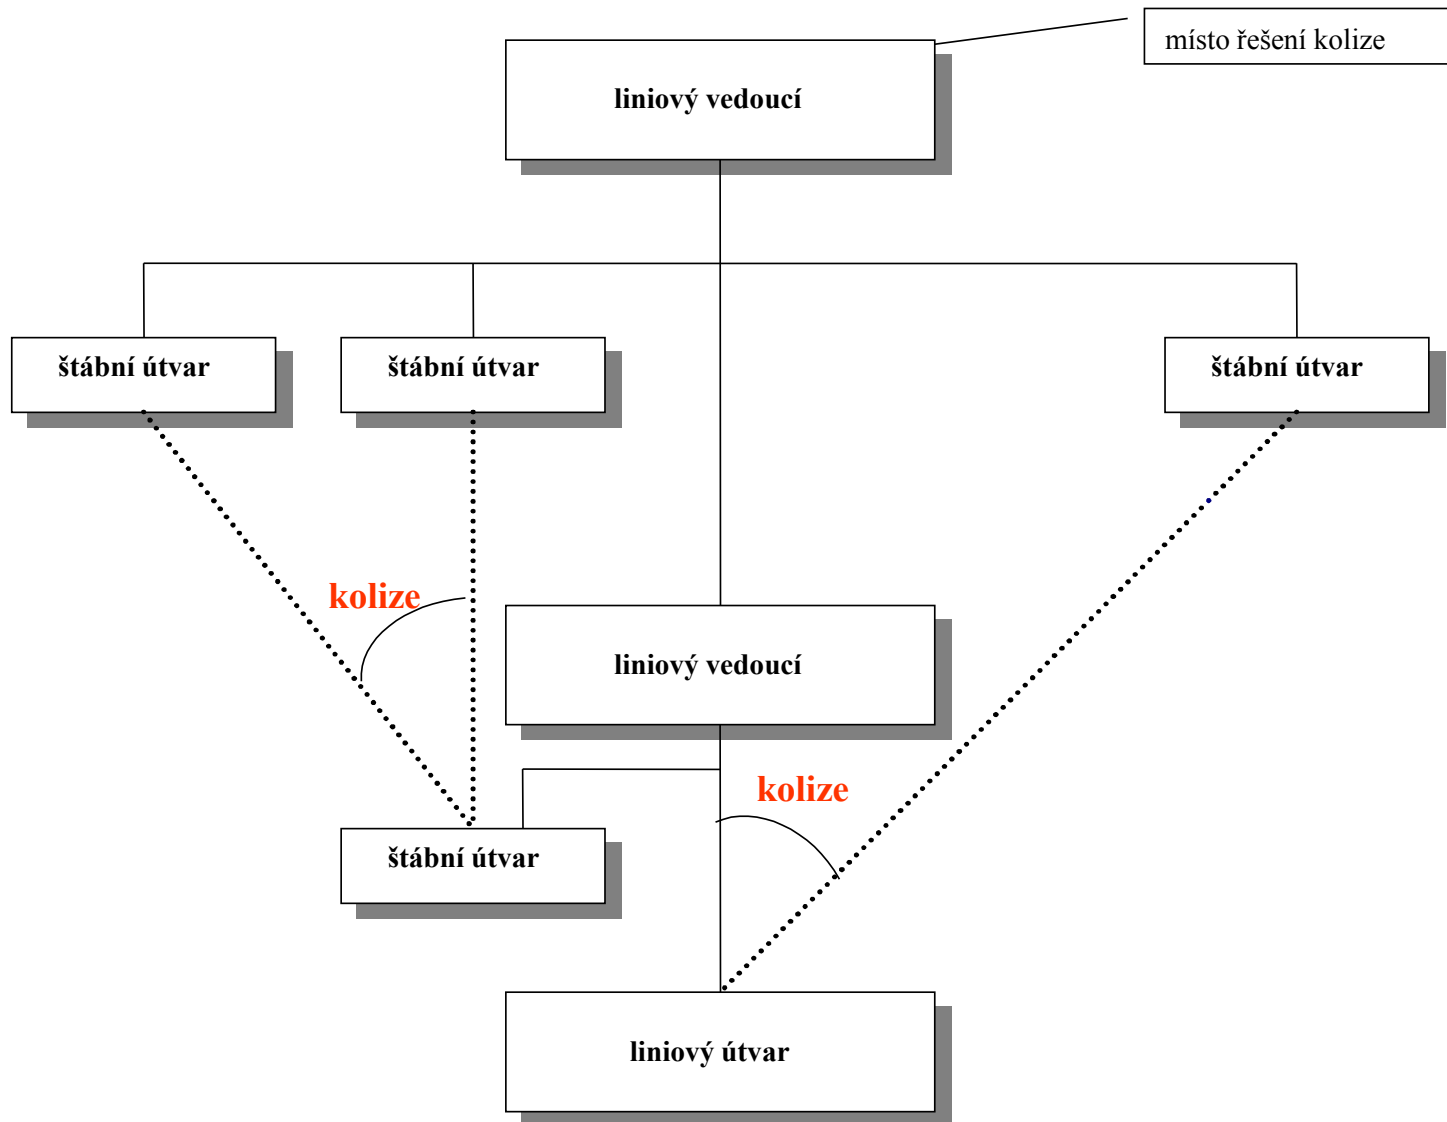 místo řešení kolize
liniový vedoucí
štábní útvar
štábní útvar
štábní útvar
kolize
liniový vedoucí
kolize
štábní útvar
liniový útvar